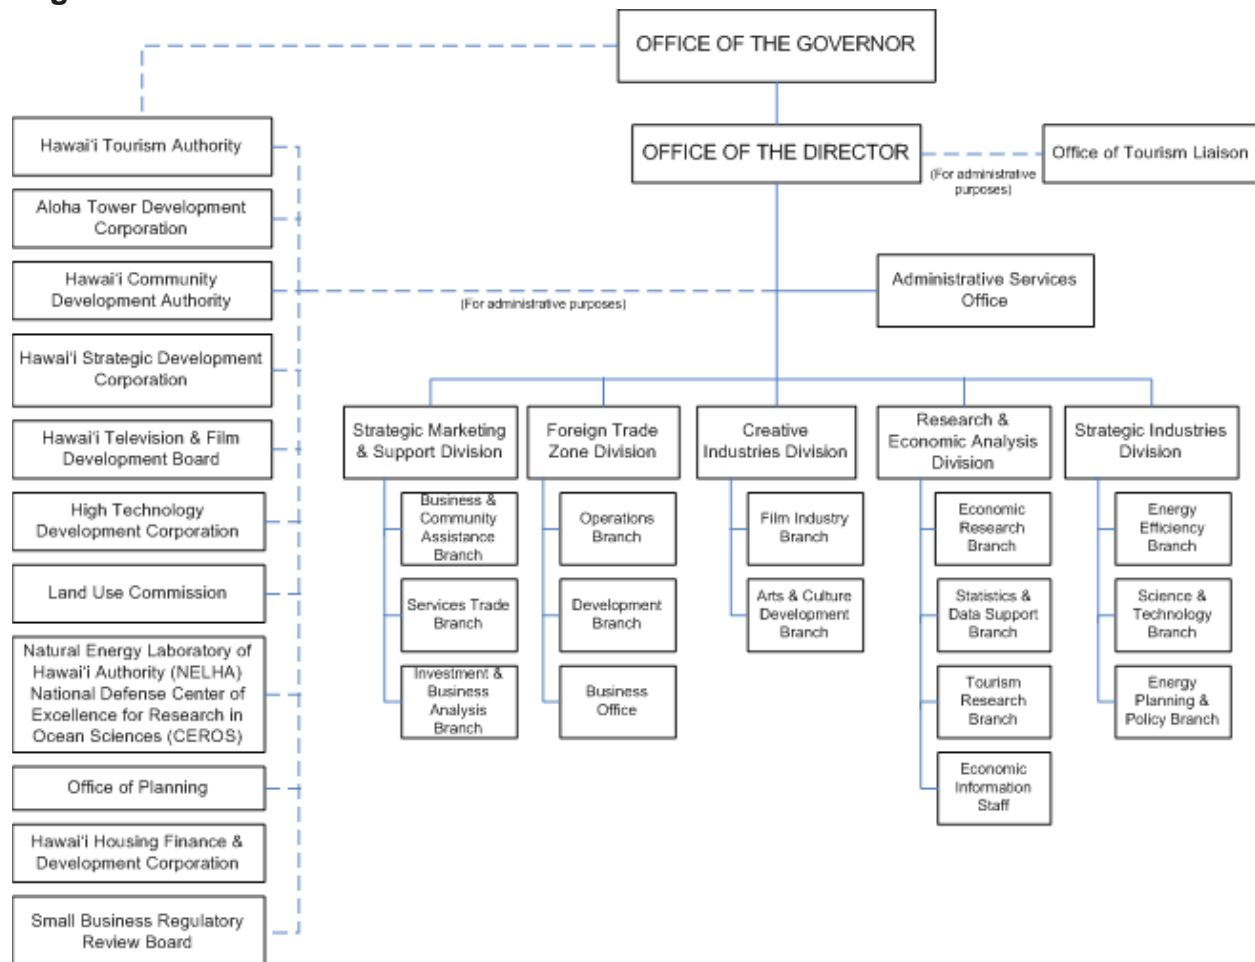 OFFICE OF THE GOVERNOR
Hawai'i Tourism Authority
OFFICE OF THE DIRECTOR
Office of Tourism Liaison
(For administrative
purposes)
Aloha Tower Development
Corporation
Hawai'i Community
Development Authority
(For administrative purposes)
Administrative Services
Office
Hawai'i Strategic Development
Corporation
Hawai'i Television & Film
Development Board
High Technology
Development Corporation
Land Use Commission
Natural Energy Laboratory of
Hawai'i Authority (NELHA)
National Defense Center of
Excellence for Research in
Ocean Sciences (CEROS)
Office of Planning
Hawai'i Housing Finance &
Development Corporation
Small Business Regulatory
Review Board
Strategic Marketing
& Support Division
Business &
Community
Assistance
Branch
Services Trade
Branch
Investment &
Business
Analysis
Branch
Foreign Trade
Zone Division
Operations
Branch
Development
Branch
Business
Office
Creative
Industries Division
Film Industry
Branch
Arts & Culture
Development
Branch
Research &
Economic Analysis
Division
Economic
Research
Branch
Statistics &
Data Support
Branch
Tourism
Research
Branch
Economic
Information
Staff
Strategic Industries
Division
Energy
Efficiency
Branch
Science &
Technology
Branch
Energy
Planning &
Policy Branch